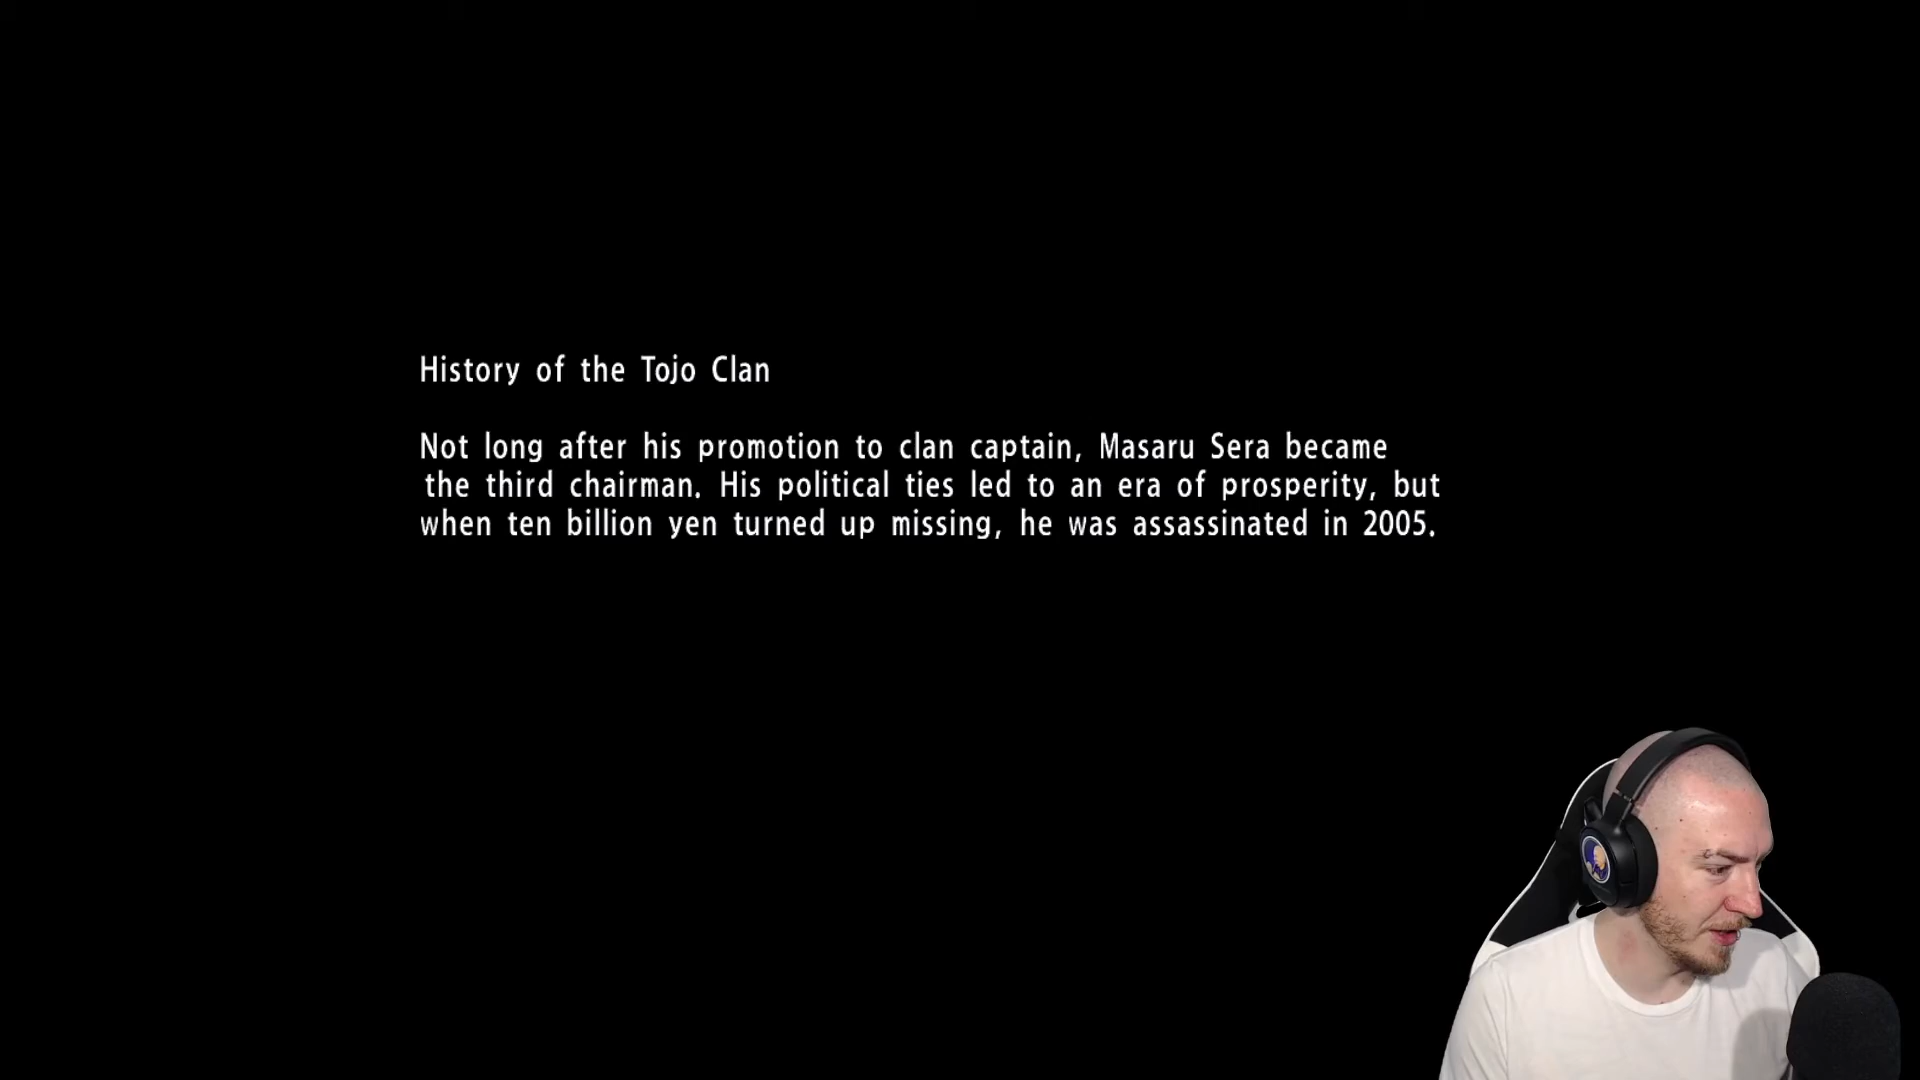 History of the Tojo Clan
Not long after his promotion to clan captain, Masaru Sera became
the third chairman. His political ties led to an era of prosperity, but
when ten billion yen turned up missing, he was assassinated in 2005.